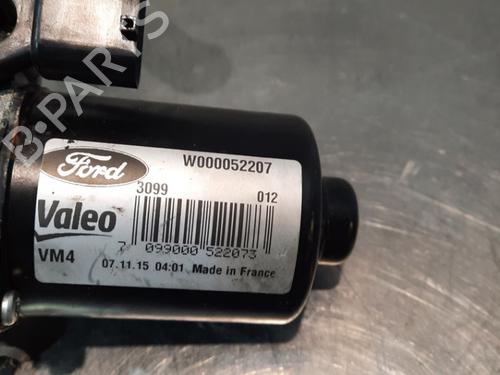 B-PARTS
Ford
W000052207
3099
012
Valeo
7 099000 522073
VM4
07.11.15 04:01 Made in France